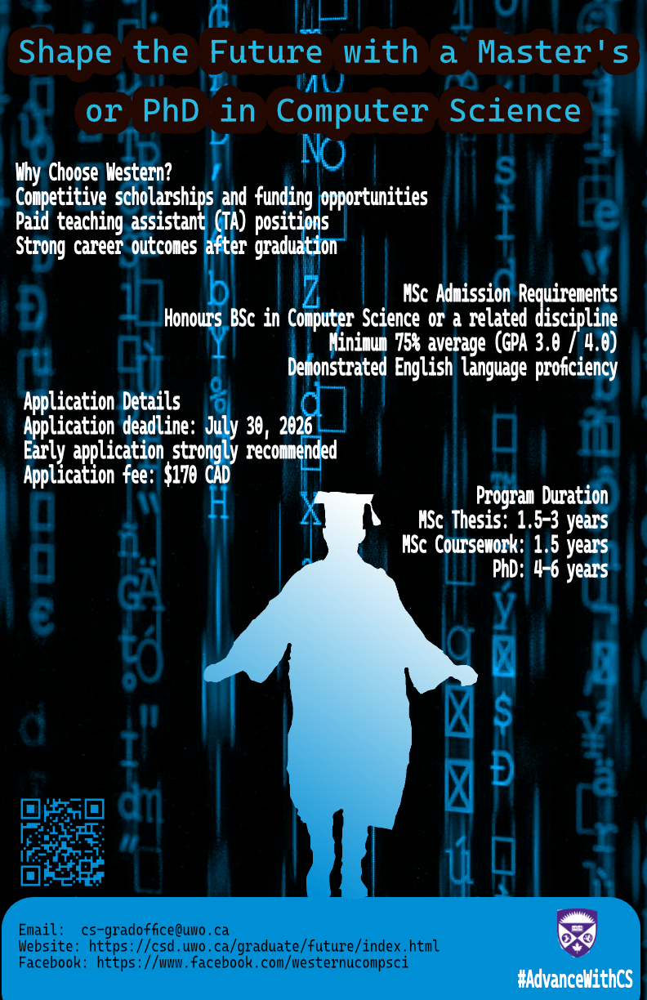 Shape the Future with a Master's
or PhD in Computer Science
Why Choose Western?
Competitive scholarships and funding opportunities
Paid teaching assistant (TA) positions
Strong career outcomes after graduation
MSc Admission Requirements
Honours BSc in Computer Science or a related discipline
Minimum 75% average (GPA 3.0 / 4.0)
Demonstrated English language proficiency
Application Details
Application deadline: July 30, 2026
Early application strongly recommended
Application fee: $170 CAD
Program Duration
MSc Thesis: 1.5–3 years
MSc Coursework: 1.5 years
PhD: 4–6 years
Email:  cs-gradoffice@uwo.ca
Website: https://csd.uwo.ca/graduate/future/index.html
Facebook: https://www.facebook.com/westernucompsci
#AdvanceWithCS